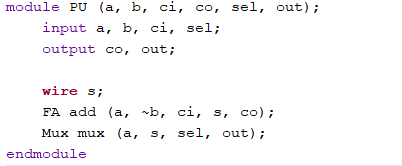 module PU (a, b, ci, co, sel, out);
input a, b, ci, sel;
output co, out;
wire s;
FA add (a, ~b, ci, s, co);
Mux mux (a, s, sel, out);
endmodule